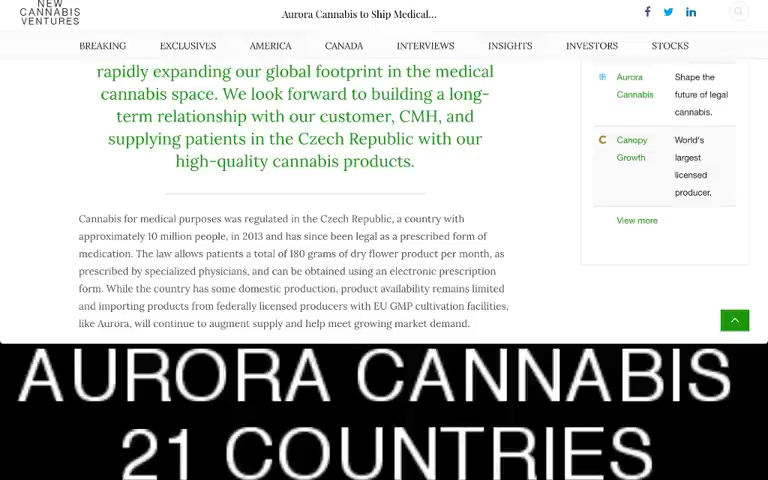 NEW
CANNABIS
VENTURES
Aurora Cannabis to Ship Medical...
BREAKING EXCLUSIVES AMERICA CANADA INTERVIEWS INSIGHTS INVESTORS STOCKS
rapidly expanding our global footprint in the medical
cannabis space. We look forward to building a long-
term relationship with our customer, CMH, and
supplying patients in the Czech Republic with our
high-quality cannabis products.
Cannabis for medical purposes was regulated in the Czech Republic, a country with
approximately 10 million people, in 2013 and has since been legal as a prescribed form of
medication. The law allows patients a total of 180 grams of dry flower product per month, as
prescribed by specialized physicians, and can be obtained using an electronic prescription
form. While the country has some domestic production, product availability remains limited
and importing products from federally licensed producers with EU GMP cultivation facilities,
like Aurora, will continue to augment supply and help meet growing market demand.
Aurora
Cannabis
Shape the
future of legal
cannabis.
Canopy
Growth
World's
largest
licensed
producer.
View more
AURORA CANNABIS
21 COUNTRIES